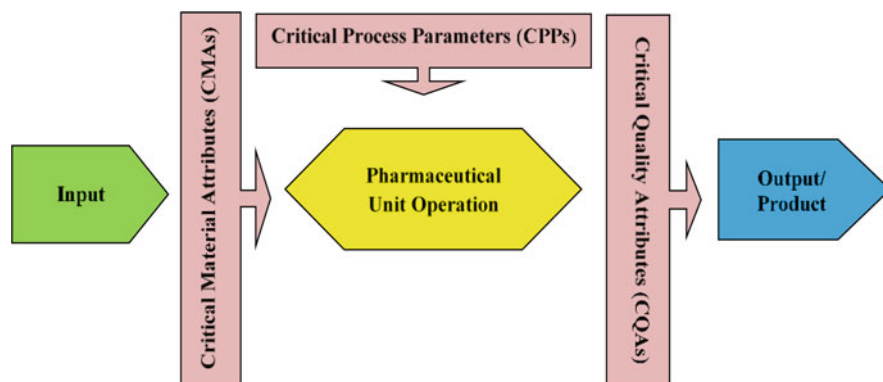 Input
Critical Material Attributes (CMAs)
Critical Process Parameters (CPPs)
Pharmaceutical
Unit Operation
Critical Quality Attributes (CQAs)
Output/
Product